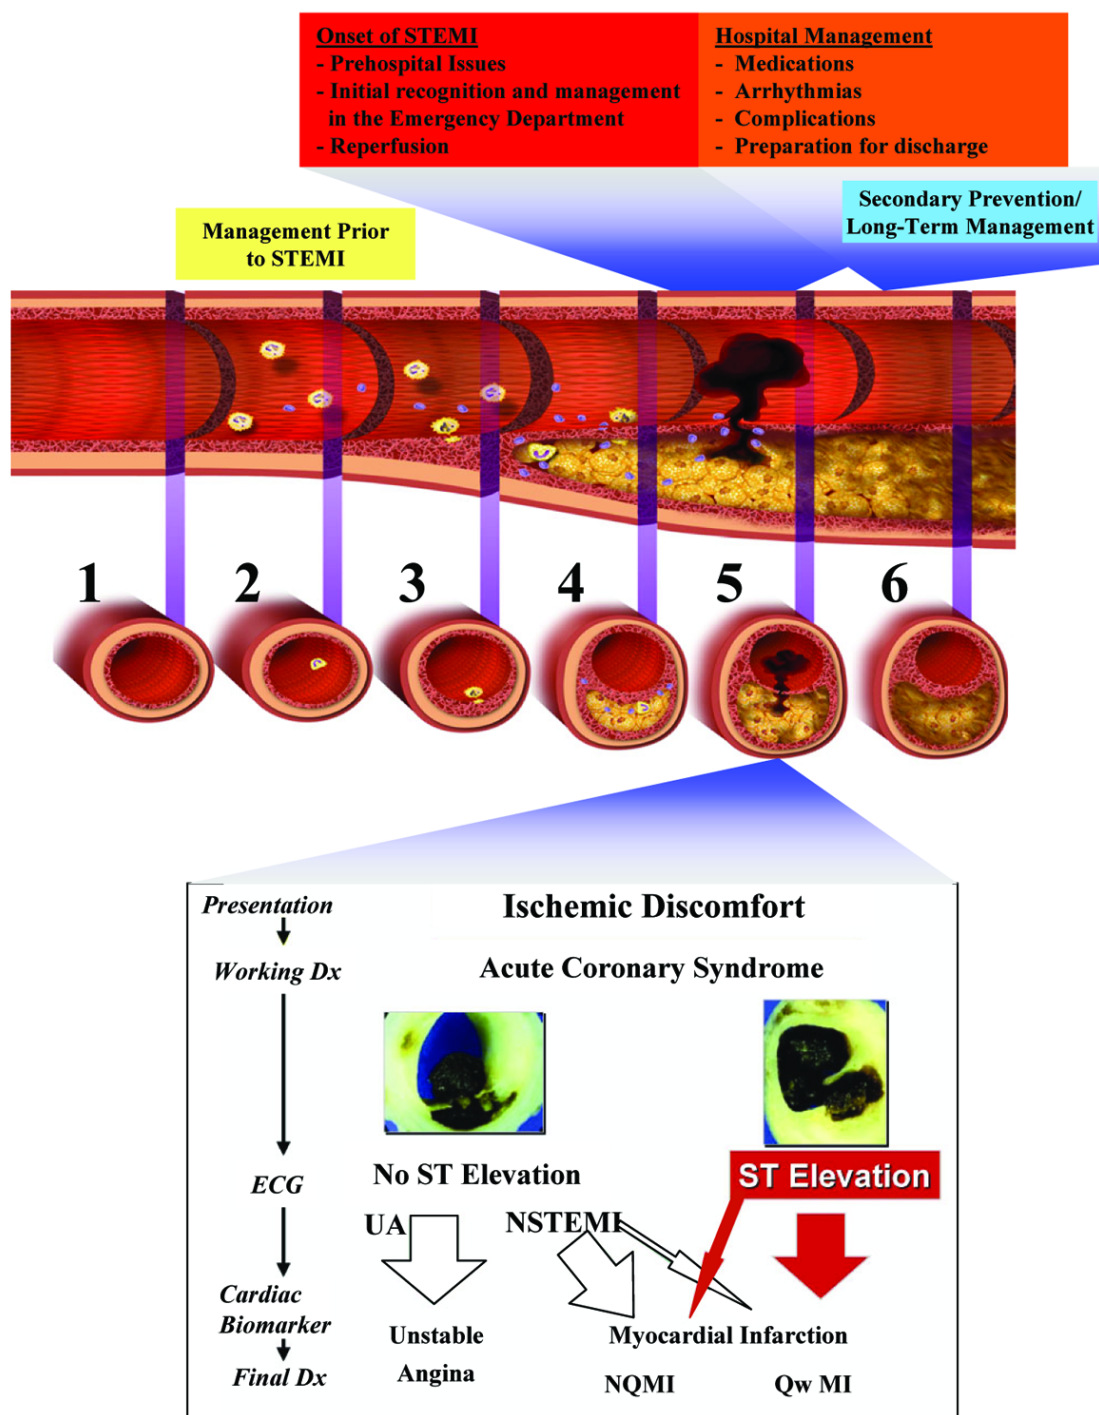 Onset of STEMI
- Prehospital Issues
- Initial recognition and management
in the Emergency Department
- Reperfusion
Hospital Management
- Medications
- Arrhythmias
- Complications
- Preparation for discharge
Management Prior
to STEMI
Secondary Prevention/
Long-Term Management
1 2 3 4 5 6
Presentation
Ischemic Discomfort
Working Dx
Acute Coronary Syndrome
ECG
No ST Elevation
ST Elevation
UA
NSTEMI
Cardiac
Biomarker
Final Dx
Unstable
Angina
Myocardial Infarction
NQMI
Qw MI